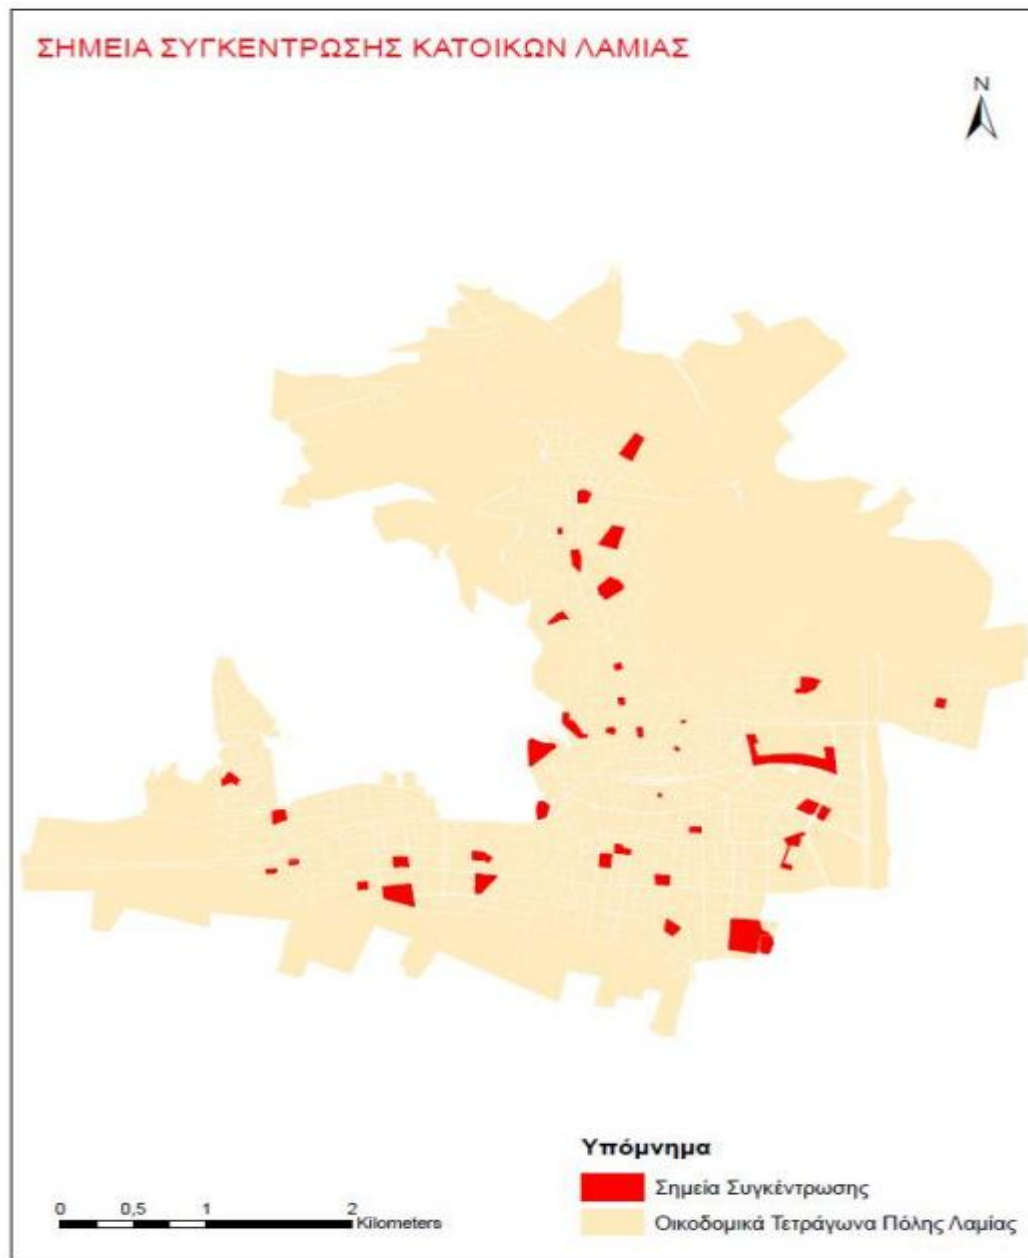 ΣΗΜΕΙΑ ΣΥΓΚΕΝΤΡΩΣΗΣ ΚΑΤΟΙΚΩΝ ΛΑΜΙΑΣ
N
Υπόμνημα
Σημεία Συγκέντρωσης
Οικοδομικά Τετράγωνα Πόλης Λαμίας
0 0,5 1 2
Kilometers